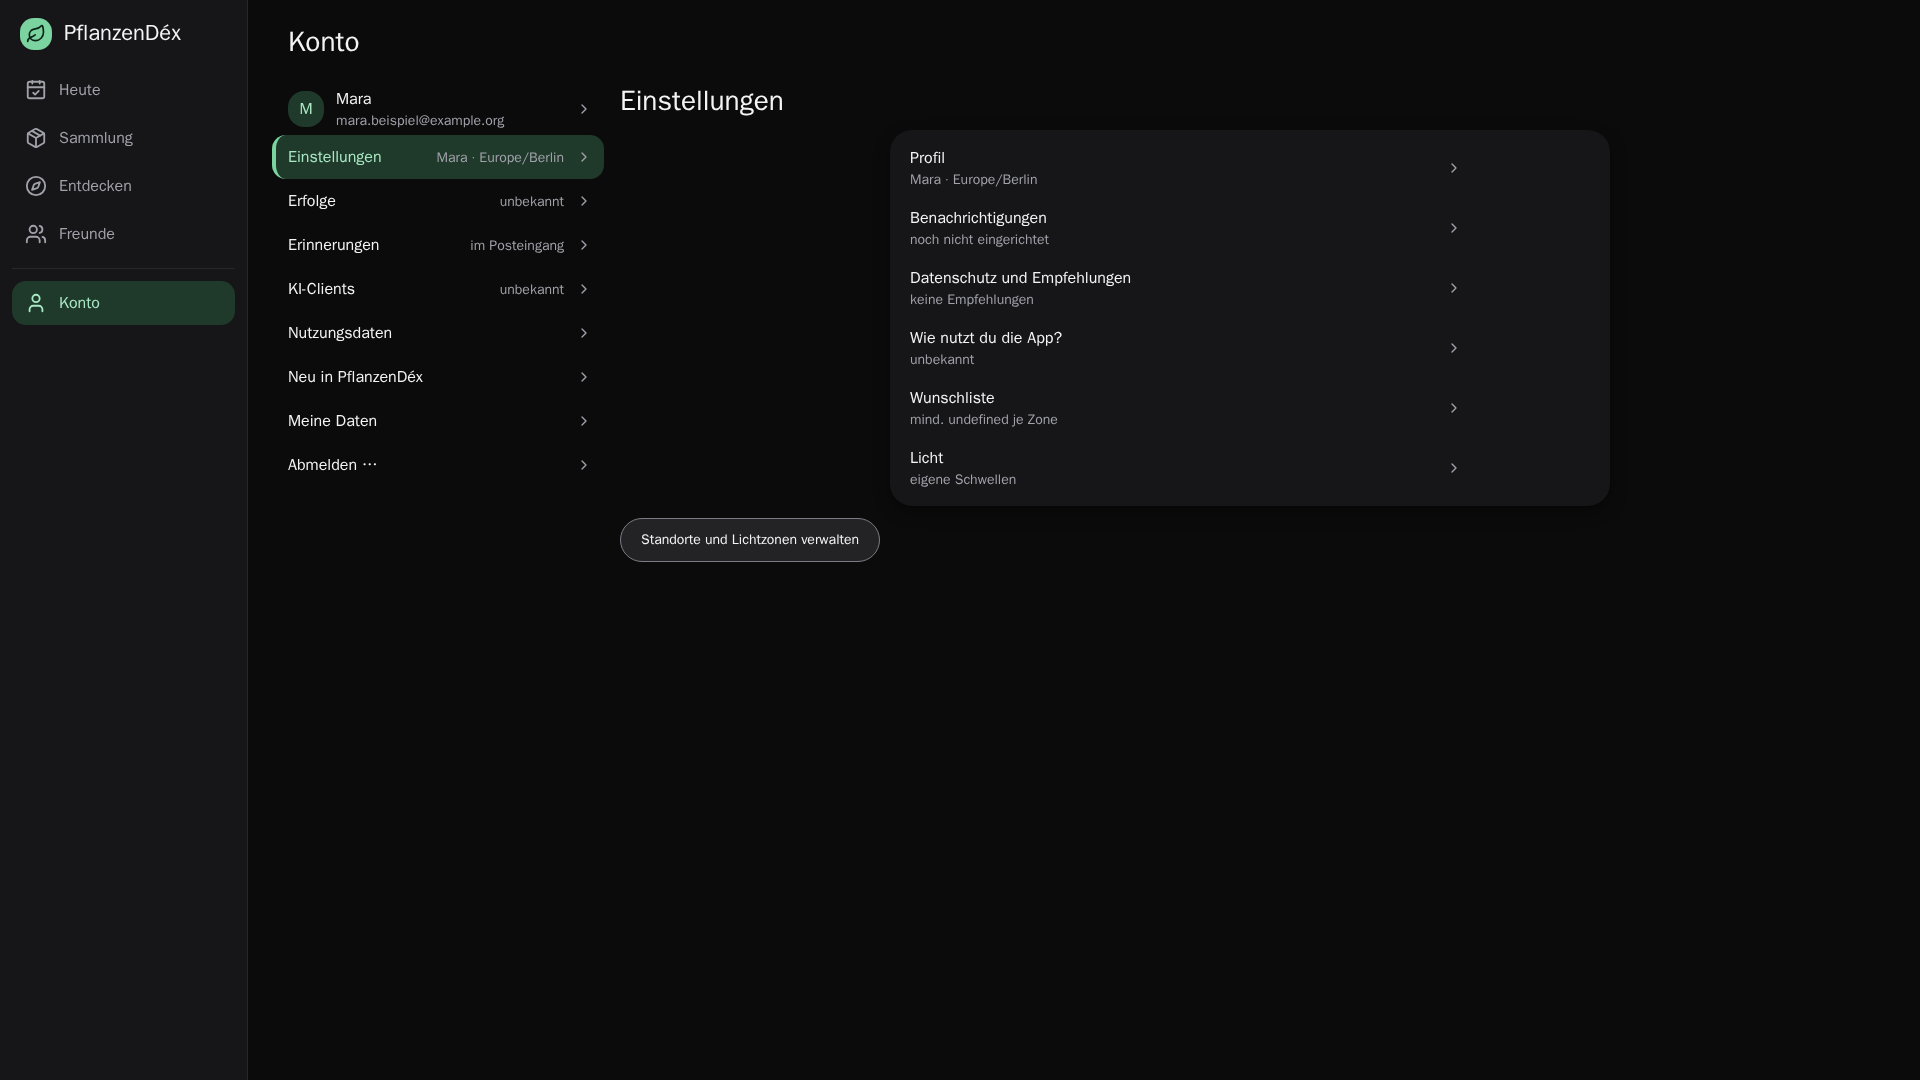 PflanzenDéx
Heute
Sammlung
Entdecken
Freunde
Konto
Konto
M
Mara
mara.beispiel@example.org
Einstellungen
Mara · Europe/Berlin
Erfolge
unbekannt
Erinnerungen
im Posteingang
KI-Clients
unbekannt
Nutzungsdaten
Neu in PflanzenDéx
Meine Daten
Abmelden ···
Einstellungen
Profil
Mara · Europe/Berlin
Benachrichtigungen
noch nicht eingerichtet
Datenschutz und Empfehlungen
keine Empfehlungen
Wie nutzt du die App?
unbekannt
Wunschliste
mind. undefined je Zone
Licht
eigene Schwellen
Standorte und Lichtzonen verwalten